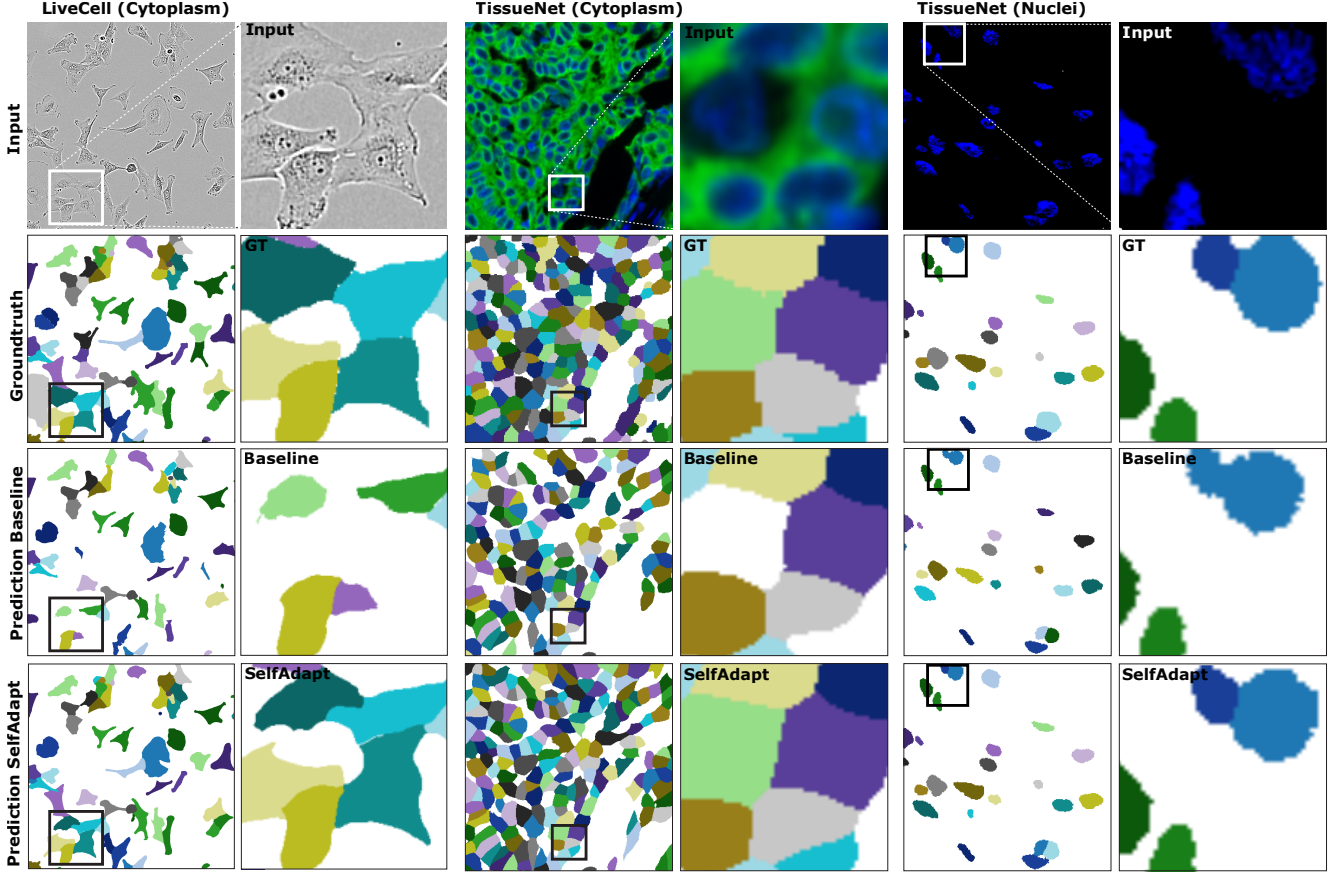 LiveCell (Cytoplasm)
TissueNet (Cytoplasm)
TissueNet (Nuclei)
Input
Input
Input
Input
Groundtruth
GT
GT
GT
Prediction Baseline
Baseline
Baseline
Baseline
Prediction SelfAdapt
SelfAdapt
SelfAdapt
SelfAdapt